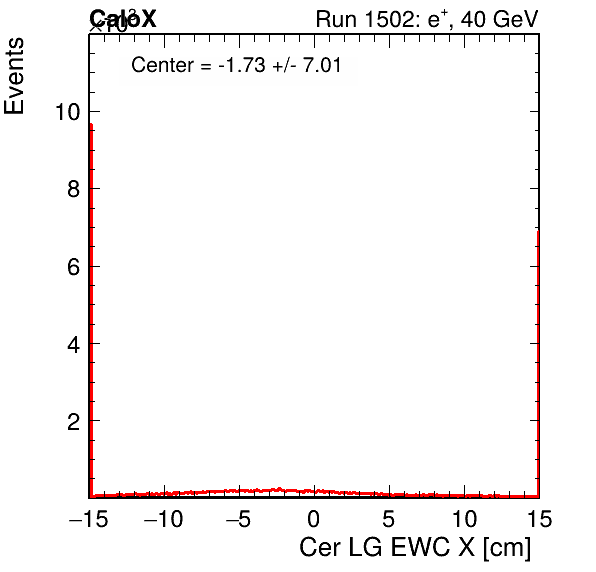 CaloX
×10³
Run 1502: e⁺, 40 GeV
Center = -1.73 +/- 7.01
Events
10
8
6
4
2
−15 −10 −5 0 5 10 15
Cer LG EWC X [cm]